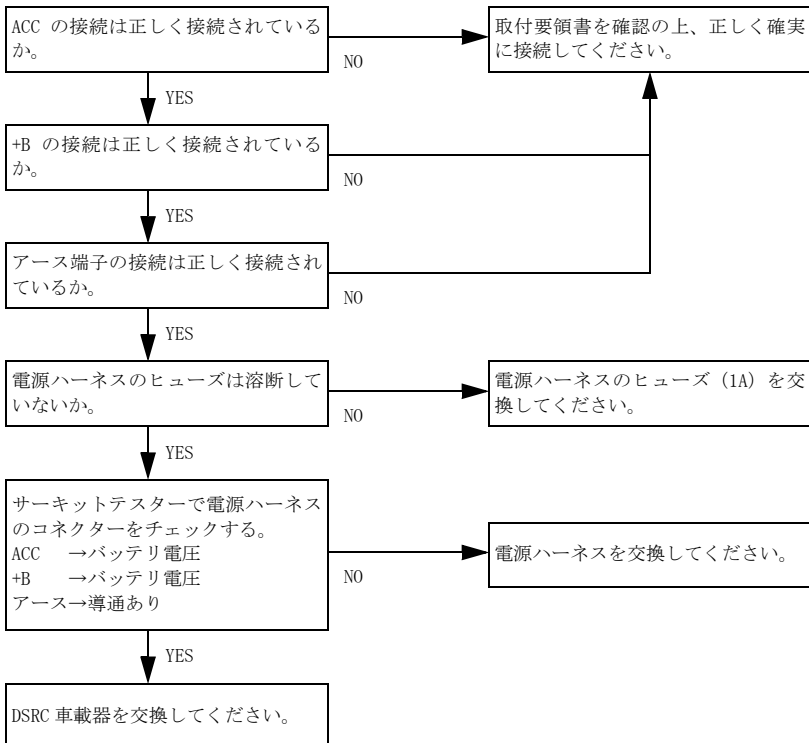 ACC の接続は正しく接続されている
か。
NO
取付要領書を確認の上、正しく確実
に接続してください。
YES
+B の接続は正しく接続されている
か。
NO
YES
アース端子の接続は正しく接続され
ているか。
NO
YES
電源ハーネスのヒューズは溶断して
いないか。
NO
電源ハーネスのヒューズ（1A）を交
換してください。
YES
サーキットテスターで電源ハーネス
のコネクターをチェックする。
ACC →バッテリ電圧
+B →バッテリ電圧
アース→導通あり
NO
電源ハーネスを交換してください。
YES
DSRC 車載器を交換してください。